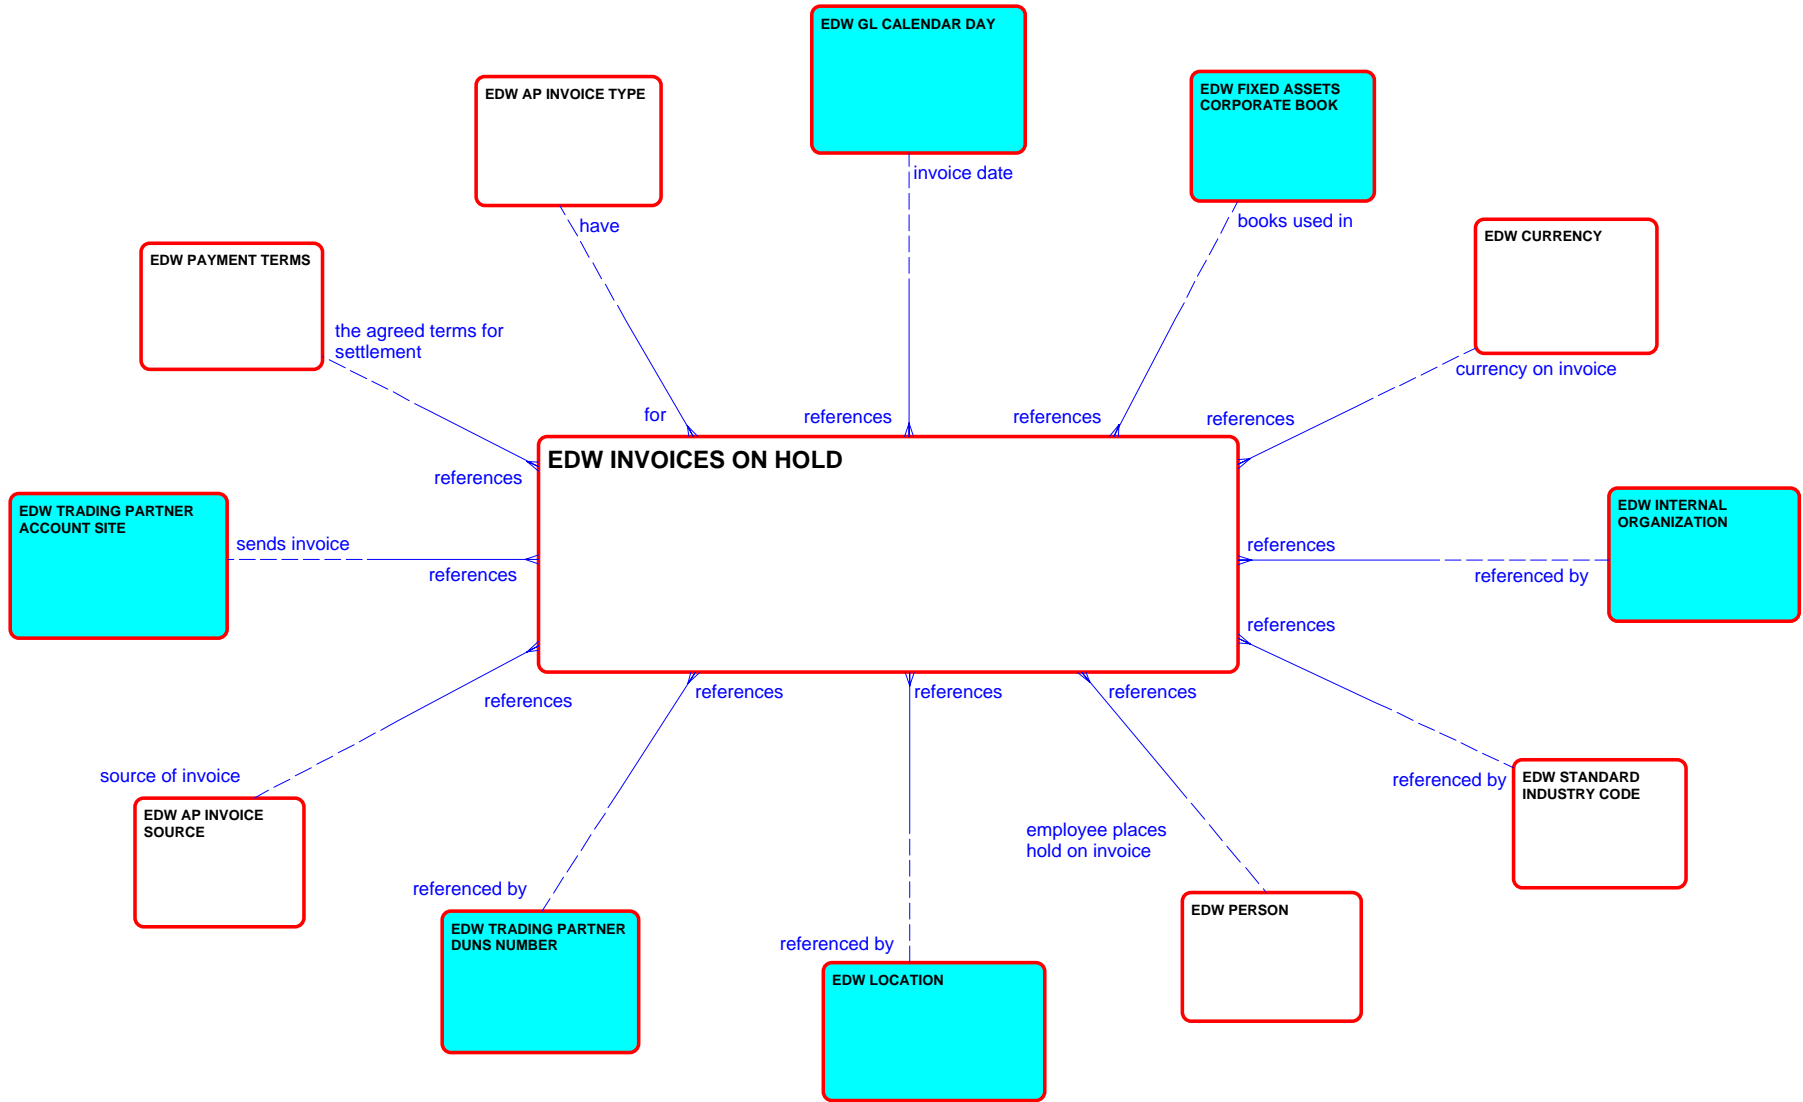 EDW GL CALENDAR DAY
EDW AP INVOICE TYPE
EDW FIXED ASSETS
CORPORATE BOOK
invoice date
have
books used in
EDW CURRENCY
EDW PAYMENT TERMS
the agreed terms for
settlement
currency on invoice
for
references
references
references
EDW INVOICES ON HOLD
references
EDW TRADING PARTNER
ACCOUNT SITE
sends invoice
references
EDW INTERNAL
ORGANIZATION
references
referenced by
references
references
references
references
references
source of invoice
EDW AP INVOICE
SOURCE
referenced by
EDW STANDARD
INDUSTRY CODE
employee places
hold on invoice
referenced by
EDW TRADING PARTNER
DUNS NUMBER
EDW PERSON
referenced by
EDW LOCATION